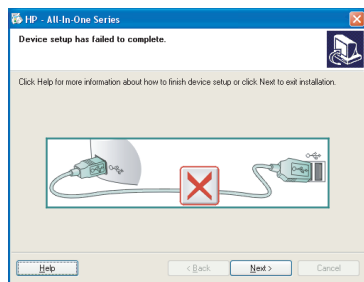 HP - All-In-One Series
Device setup has failed to complete.
Click Help for more information about how to finish device setup or click Next to exit installation.
Help
< Back
Next >
Cancel